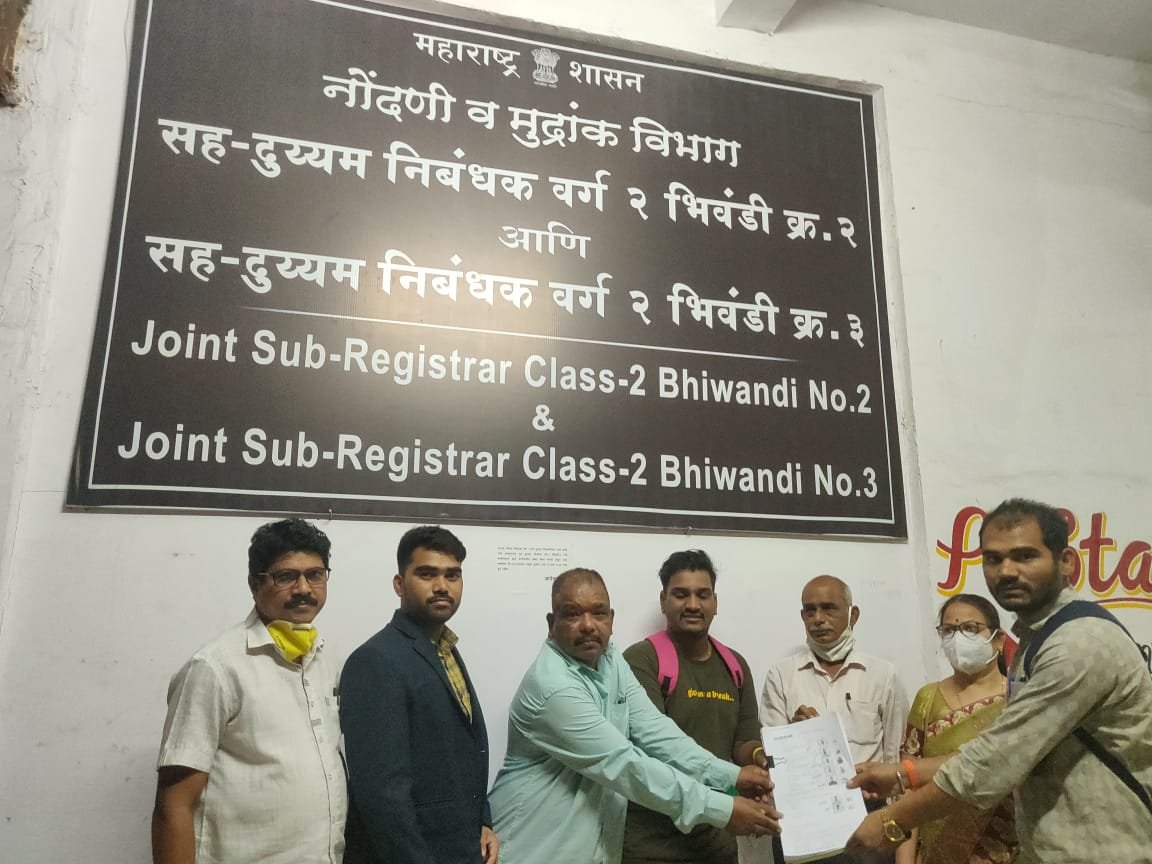 महाराष्ट्र शासन
नोंदणी व मुद्रांक विभाग
सह-दुय्यम निबंधक वर्ग २ भिवंडी क्र.२
आणि
सह-दुय्यम निबंधक वर्ग २ भिवंडी क्र.३
Joint Sub-Registrar Class-2 Bhiwandi No.2
&
Joint Sub-Registrar Class-2 Bhiwandi No.3